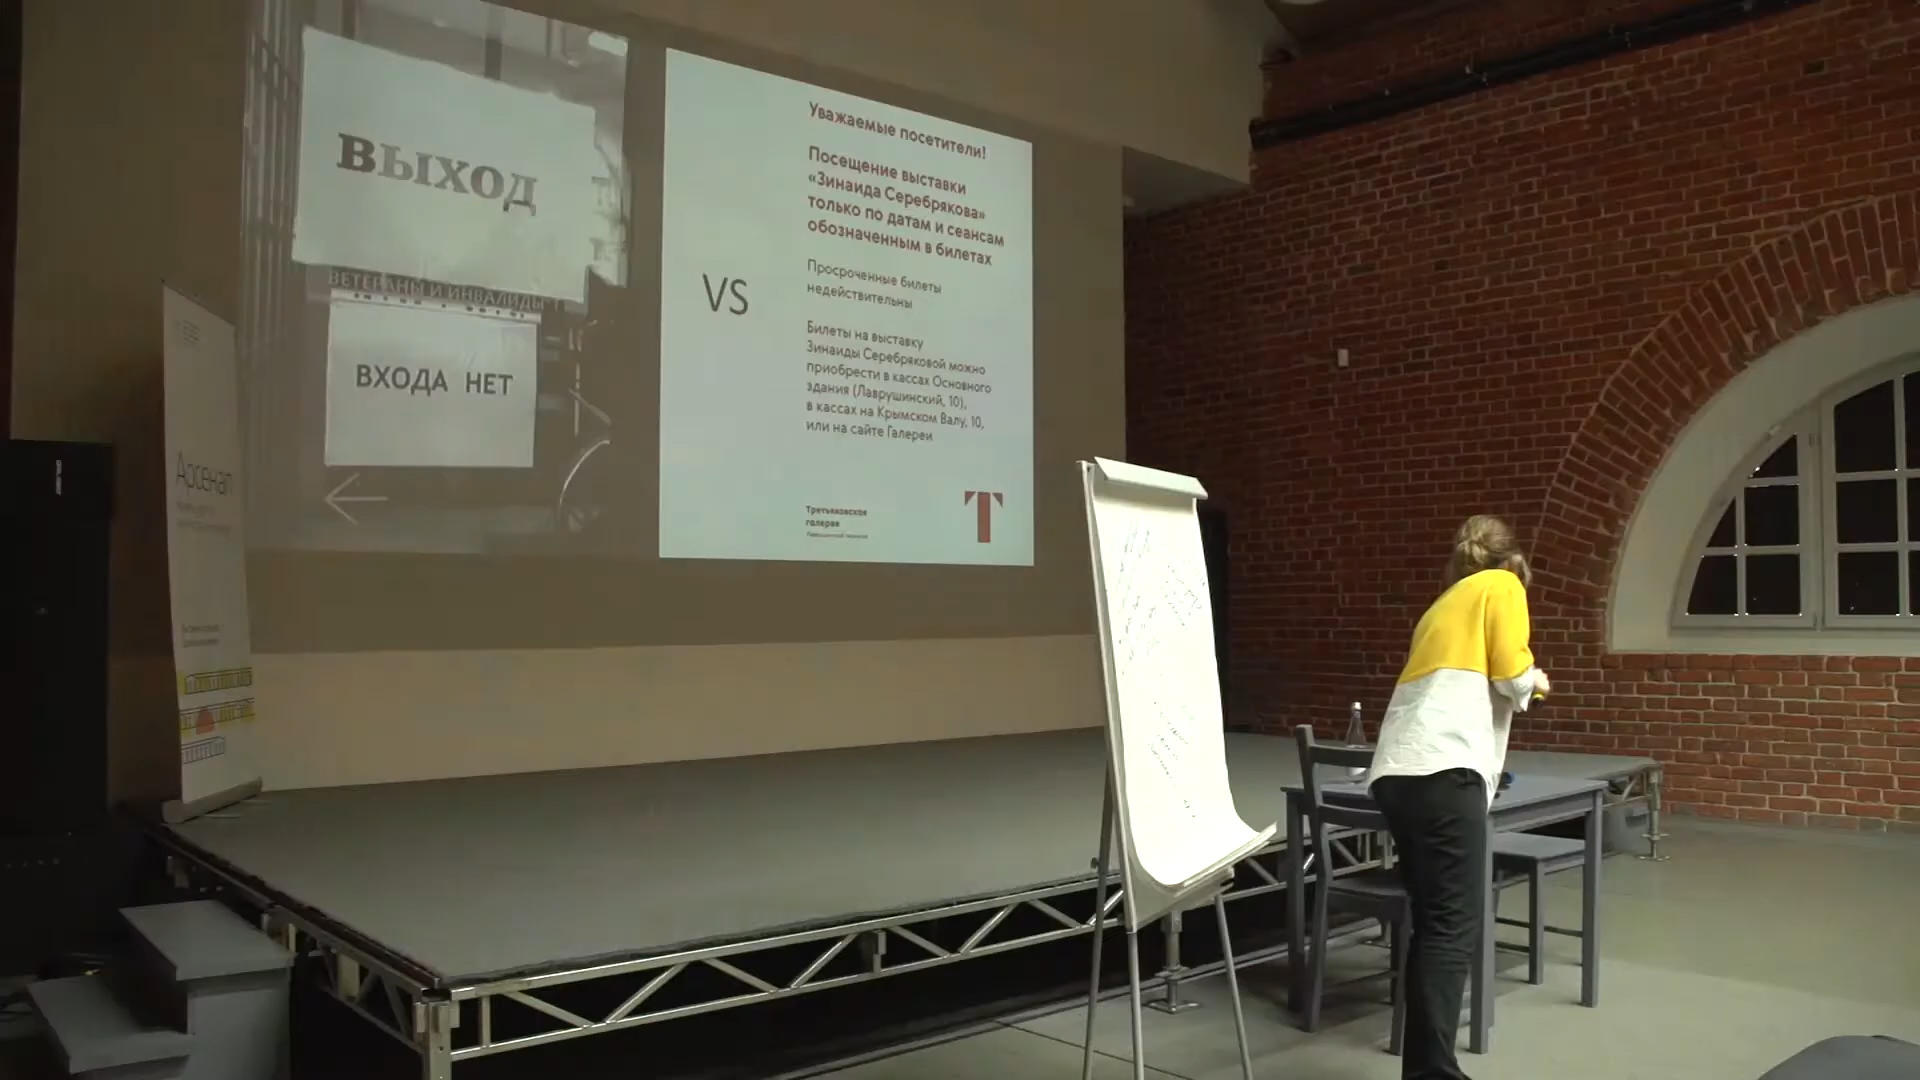 выход
ВЕТЕРАНЫ И ИНВАЛИДЫ
ВХОДА НЕТ
VS
Уважаемые посетители!
Посещение выставки
«Зинаида Серебрякова»
только по датам и сеансам
обозначенным в билетах
Просроченные билеты
недействительны
Билеты на выставку
Зинаиды Серебряковой можно
приобрести в кассах Основного
здания (Лаврушинский, 10),
в кассах на Крымском Валу, 10,
или на сайте Галереи
Третьяковская
галерея
Т
Арсенал